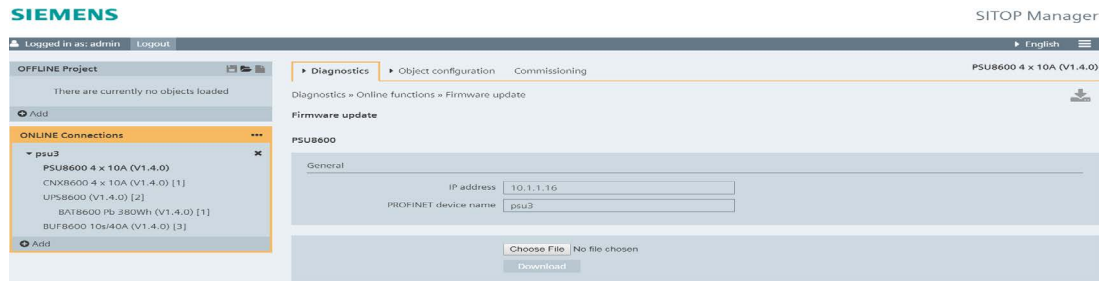 SIEMENS
SITOP Manager
Logged in as: admin Logout
English
OFFLINE Project
There are currently no objects loaded
Add
ONLINE Connections
psu3
PSU8600 4 x 10A (V1.4.0)
CNX8600 4 x 10A (V1.4.0) [1]
UPS8600 (V1.4.0) [2]
BAT8600 Pb 380Wh (V1.4.0) [1]
BUF8600 10s/40A (V1.4.0) [3]
Add
Diagnostics Object configuration Commissioning
PSU8600 4 x 10A (V1.4.0)
Diagnostics » Online functions » Firmware update
Firmware update
PSU8600
General
IP address 10.1.1.16
PROFINET device name psu3
Choose File No file chosen
Download